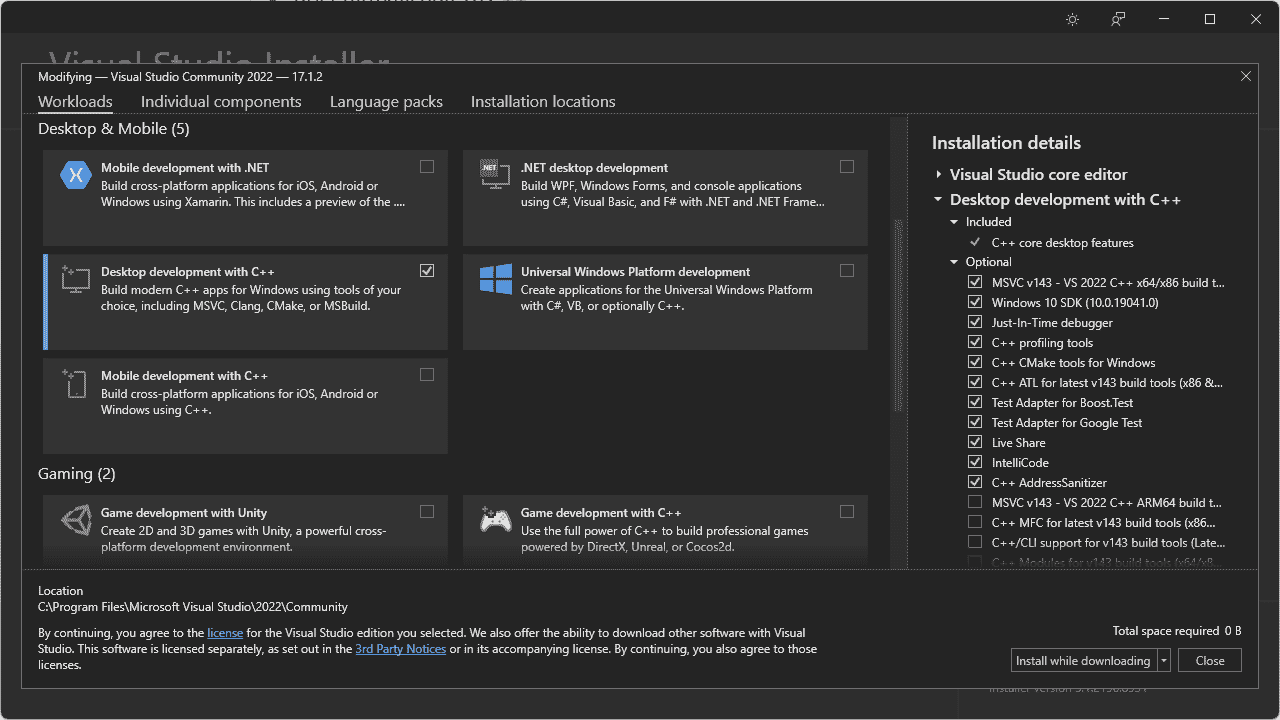 Visual Studio Installer
Modifying — Visual Studio Community 2022 — 17.1.2
Workloads
Individual components
Language packs
Installation locations
Desktop & Mobile (5)
Mobile development with .NET
Build cross-platform applications for iOS, Android or
Windows using Xamarin. This includes a preview of the ....
.NET
.NET desktop development
Build WPF, Windows Forms, and console applications
using C#, Visual Basic, and F# with .NET and .NET Frame...
Desktop development with C++
Build modern C++ apps for Windows using tools of your
choice, including MSVC, Clang, CMake, or MSBuild.
Universal Windows Platform development
Create applications for the Universal Windows Platform
with C#, VB, or optionally C++.
Mobile development with C++
Build cross-platform applications for iOS, Android or
Windows using C++.
Gaming (2)
Game development with Unity
Create 2D and 3D games with Unity, a powerful cross-
platform development environment.
Game development with C++
Use the full power of C++ to build professional games
powered by DirectX, Unreal, or Cocos2d.
Installation details
Visual Studio core editor
Desktop development with C++
Included
C++ core desktop features
Optional
MSVC v143 - VS 2022 C++ x64/x86 build t...
Windows 10 SDK (10.0.19041.0)
Just-In-Time debugger
C++ profiling tools
C++ CMake tools for Windows
C++ ATL for latest v143 build tools (x86 &...
Test Adapter for Boost.Test
Test Adapter for Google Test
Live Share
IntelliCode
C++ AddressSanitizer
MSVC v143 - VS 2022 C++ ARM64 build t...
C++ MFC for latest v143 build tools (x86...
C++/CLI support for v143 build tools (Late...
C++ Modules for v143 build tools (x64/x8...
Location
C:\Program Files\Microsoft Visual Studio\2022\Community
By continuing, you agree to the license for the Visual Studio edition you selected. We also offer the ability to download other software with Visual
Studio. This software is licensed separately, as set out in the 3rd Party Notices or in its accompanying license. By continuing, you also agree to those
licenses.
Total space required 0 B
Install while downloading
Close
Installer version